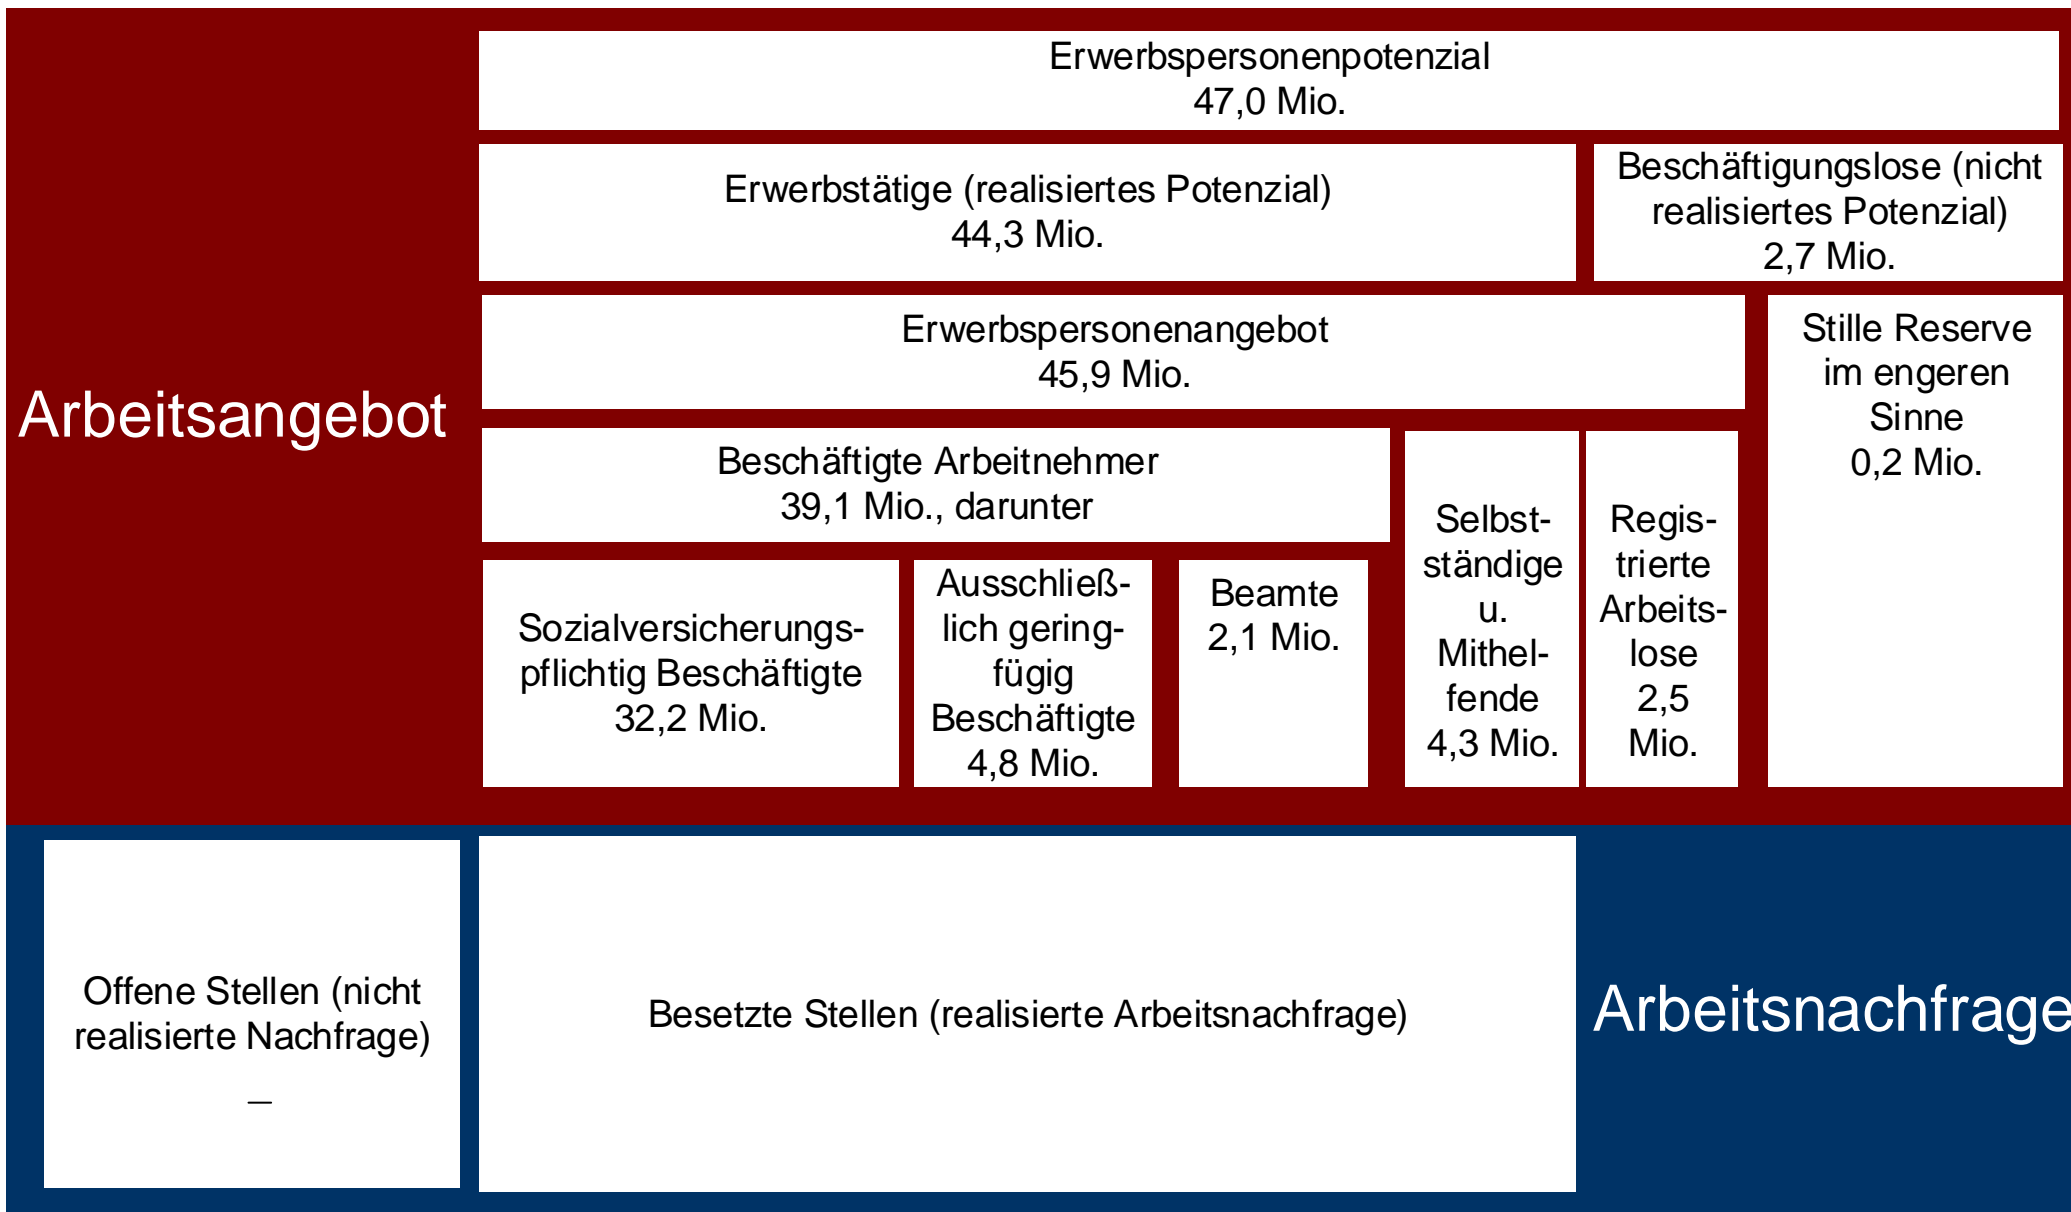 Arbeitsangebot
Erwerbspersonenpotenzial
47,0 Mio.
Erwerbstätige (realisiertes Potenzial)
44,3 Mio.
Beschäftigungslose (nicht
realisiertes Potenzial)
2,7 Mio.
Erwerbspersonenangebot
45,9 Mio.
Stille Reserve
im engeren
Sinne
0,2 Mio.
Beschäftigte Arbeitnehmer
39,1 Mio., darunter
Sozialversicherungs-
pflichtig Beschäftigte
32,2 Mio.
Ausschließ-
lich gering-
fügig
Beschäftigte
4,8 Mio.
Beamte
2,1 Mio.
Selbst-
ständige
u.
Mithel-
fende
4,3 Mio.
Regis-
trierte
Arbeits-
lose
2,5
Mio.
Offene Stellen (nicht
realisierte Nachfrage)
_
Besetzte Stellen (realisierte Arbeitsnachfrage)
Arbeitsnachfrage